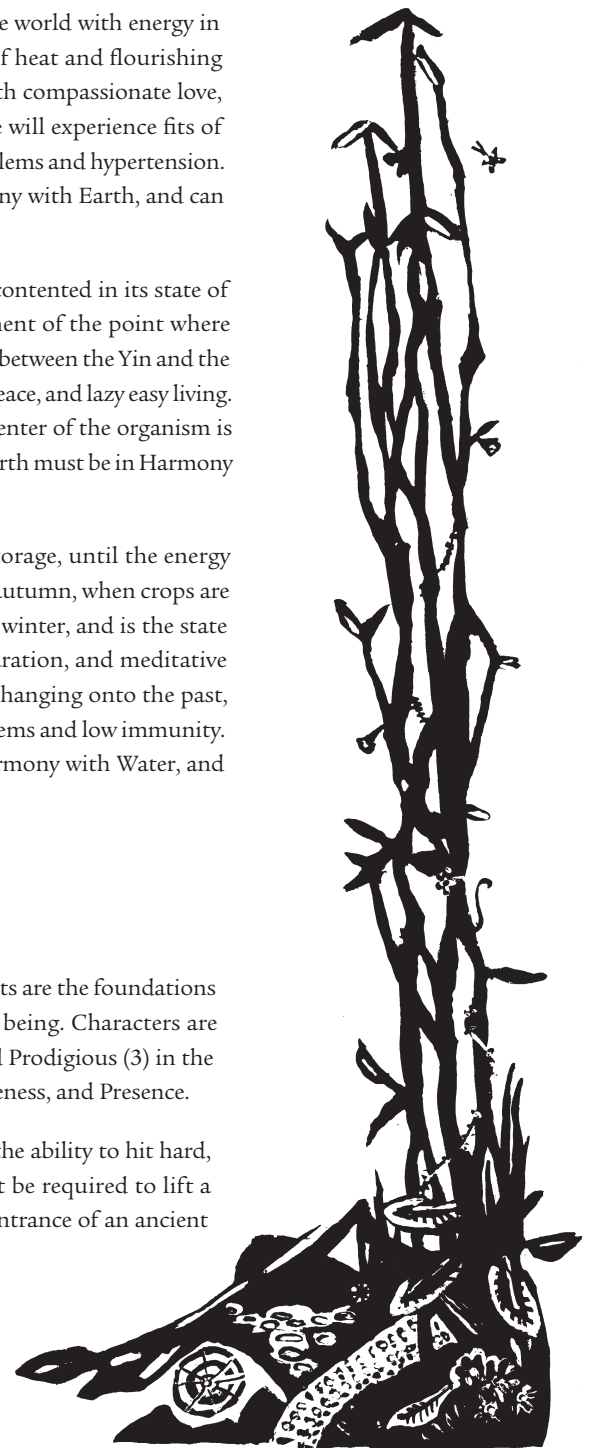 e world with energy in
f heat and flourishing
th compassionate love,
e will experience fits of
lems and hypertension.
ny with Earth, and can
contented in its state of
ent of the point where
between the Yin and the
eace, and lazy easy living.
enter of the organism is
rth must be in Harmony
torage, until the energy
autumn, when crops are
winter, and is the state
uration, and meditative
hanging onto the past,
ems and low immunity.
rmony with Water, and
ts are the foundations
being. Characters are
l Prodigious (3) in the
eness, and Presence.
the ability to hit hard,
t be required to lift a
ntrance of an ancient